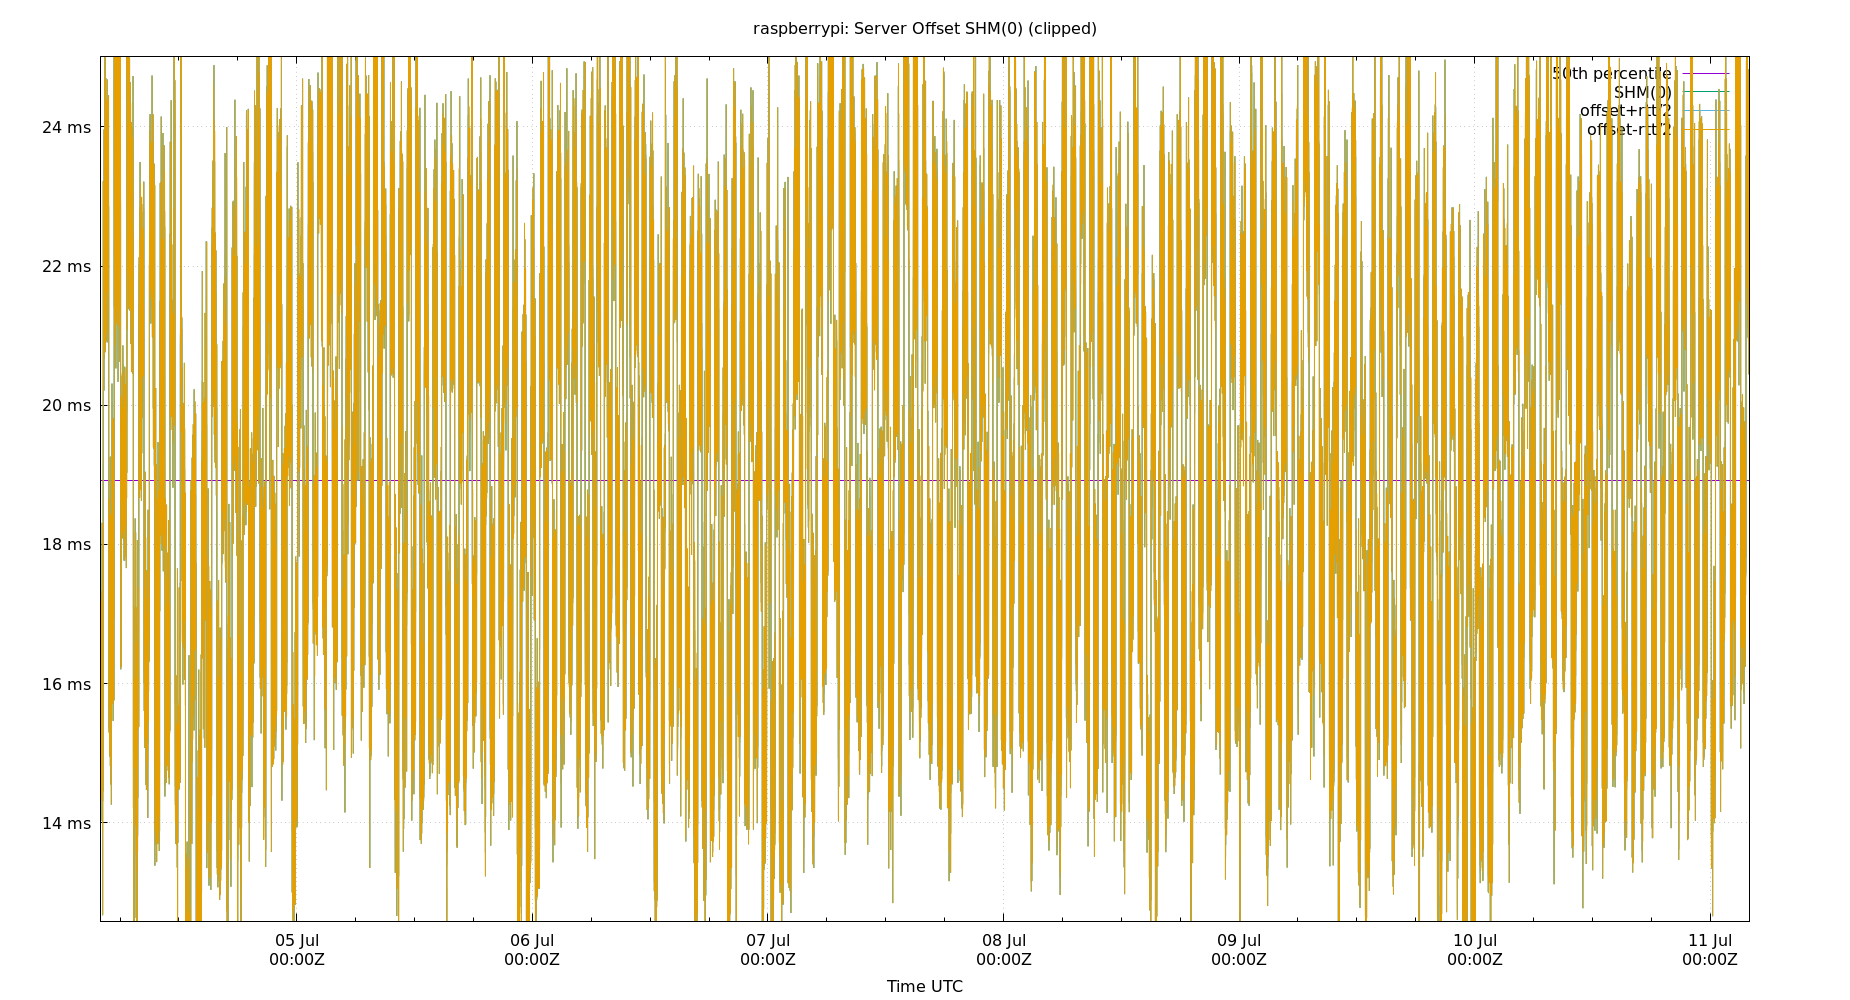 raspberrypi: Server Offset SHM(0) (clipped)
50th percentile
SHM(0)
offset+rtt/2
offset-rtt/2
24 ms
22 ms
20 ms
18 ms
16 ms
14 ms
05 Jul 06 Jul 07 Jul 08 Jul 09 Jul 10 Jul 11 Jul
00:00Z 00:00Z 00:00Z 00:00Z 00:00Z 00:00Z 00:00Z
Time UTC